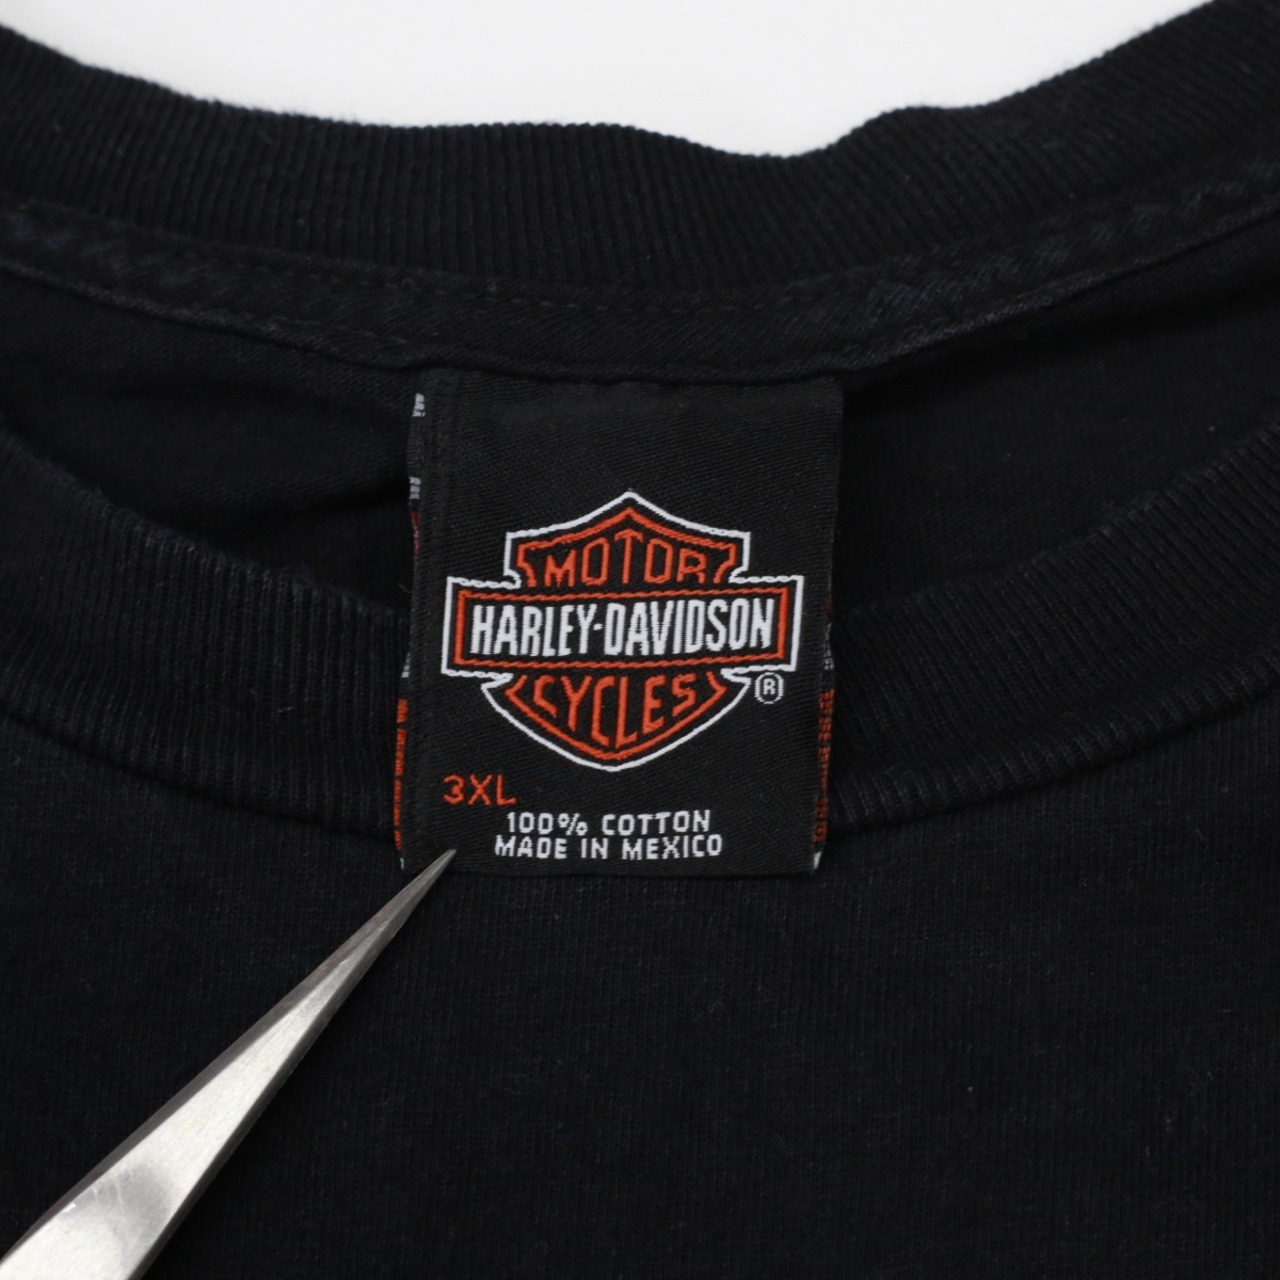 MOTOR
HARLEY-DAVIDSON
CYCLES
®
3XL
100% COTTON
MADE IN MEXICO